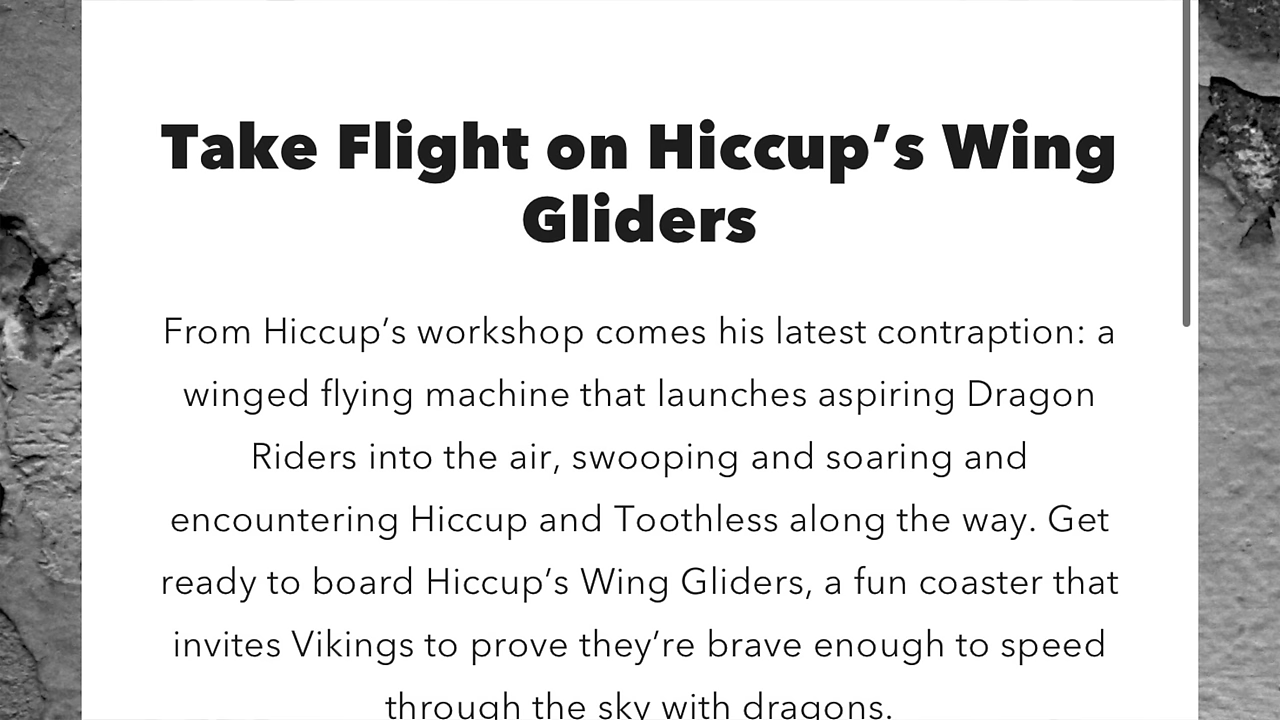 Take Flight on Hiccup’s Wing
Gliders
From Hiccup’s workshop comes his latest contraption: a
winged flying machine that launches aspiring Dragon
Riders into the air, swooping and soaring and
encountering Hiccup and Toothless along the way. Get
ready to board Hiccup’s Wing Gliders, a fun coaster that
invites Vikings to prove they’re brave enough to speed
through the sky with dragons.